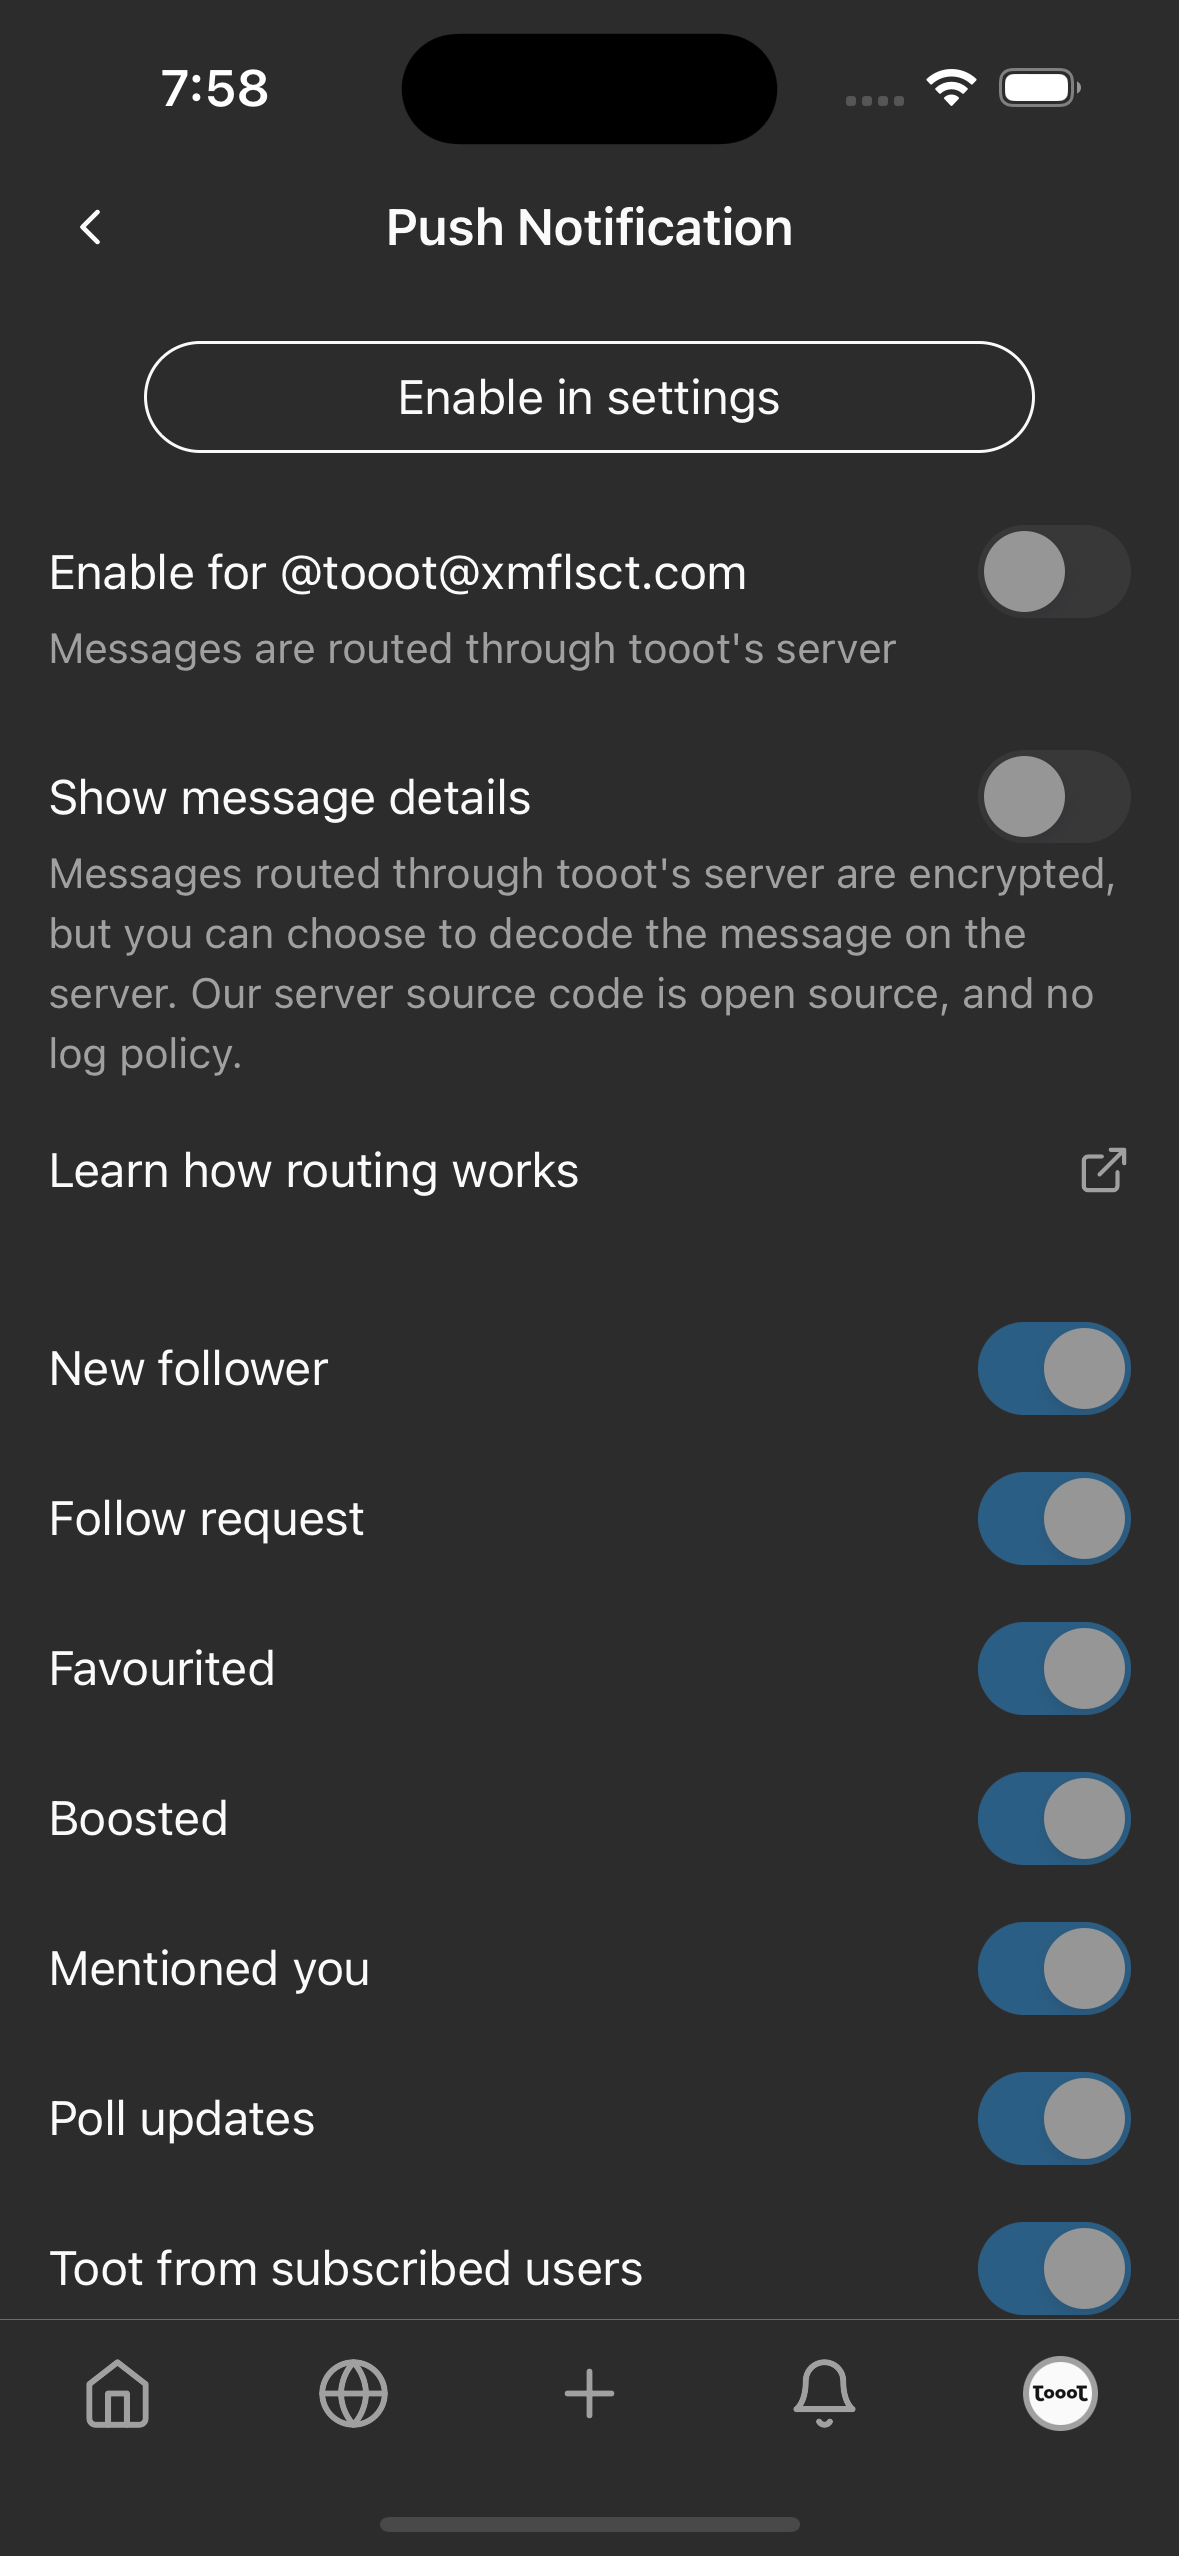 7:58
Push Notification
Enable in settings
Enable for @tooot@xmflsct.com
Messages are routed through tooot's server
Show message details
Messages routed through tooot's server are encrypted,
but you can choose to decode the message on the
server. Our server source code is open source, and no
log policy.
Learn how routing works
New follower
Follow request
Favourited
Boosted
Mentioned you
Poll updates
Toot from subscribed users
tooot